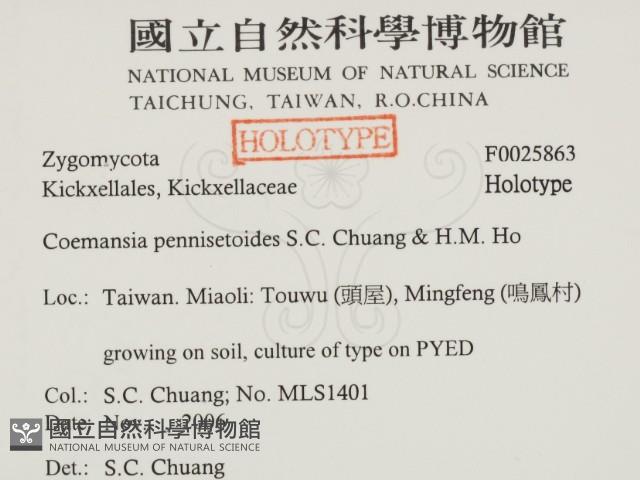 國立自然科學博物館
NATIONAL MUSEUM OF NATURAL SCIENCE
TAICHUNG, TAIWAN, R.O.CHINA
HOLOTYPE
Zygomycota F0025863
Kickxellales, Kickxellaceae Holotype
Coemansia pennisetoides S.C. Chuang & H.M. Ho
Loc.: Taiwan. Miaoli: Touwu (頭屋), Mingfeng (鳴鳳村)
growing on soil, culture of type on PYED
Col.: S.C. Chuang; No. MLS1401
Date: Nov. 2006
國立自然科學博物館
NATIONAL MUSEUM OF NATURAL SCIENCE
Det.: S.C. Chuang